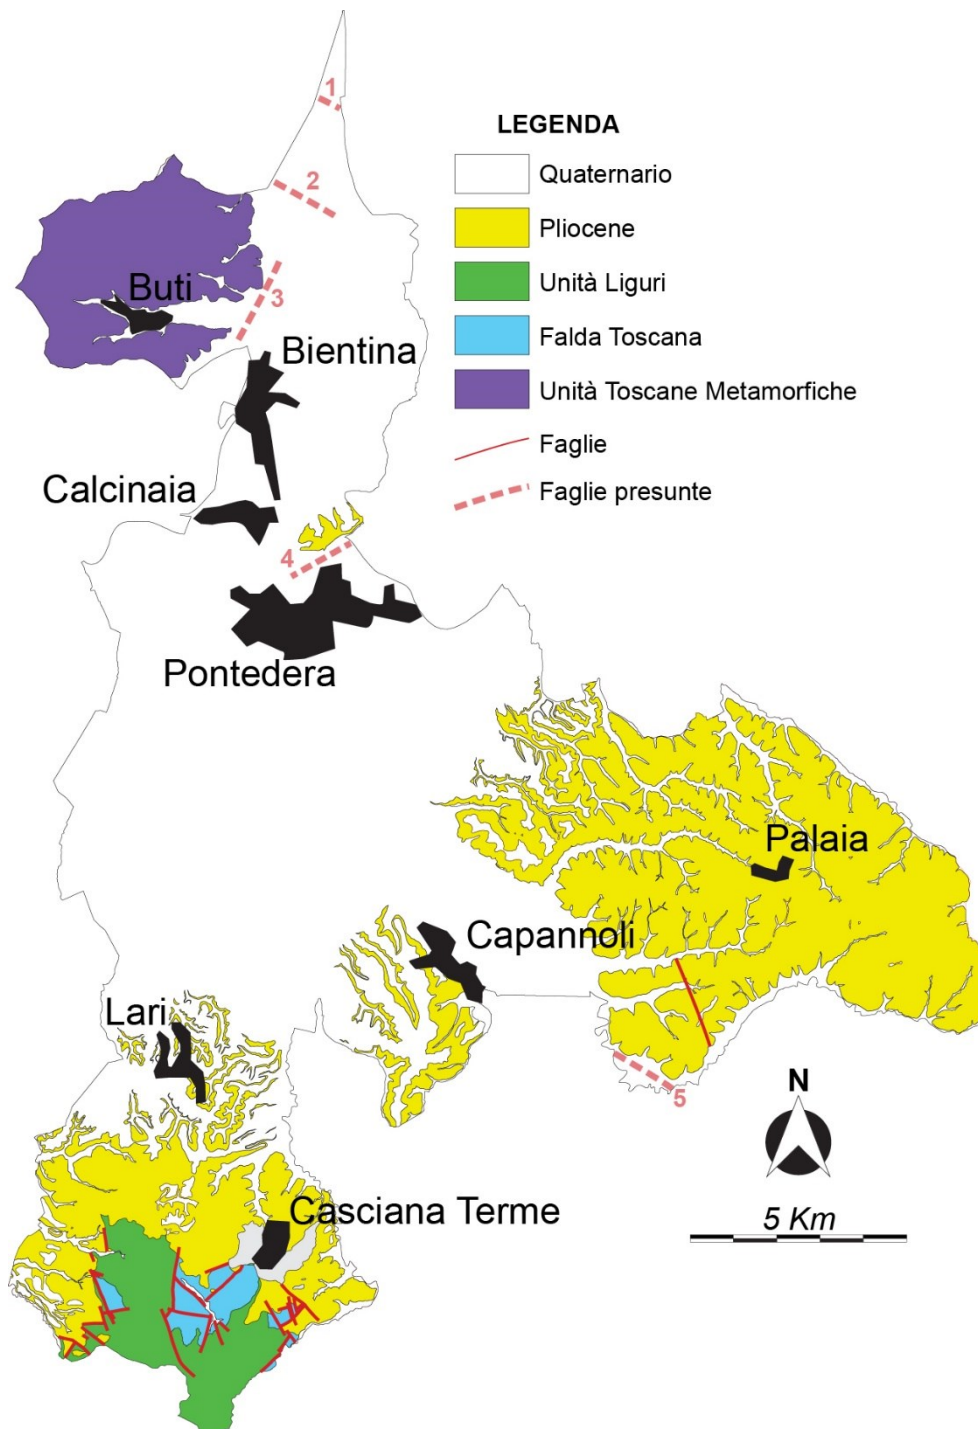 1
LEGENDA
Quaternario
2
Pliocene
Unità Liguri
Buti
3
Falda Toscana
Bientina
Unità Toscane Metamorfiche
Faglie
Calcinaia
Faglie presunte
4
Pontedera
Palaia
Capannoli
Lari
5
N
Casciana Terme
5 Km